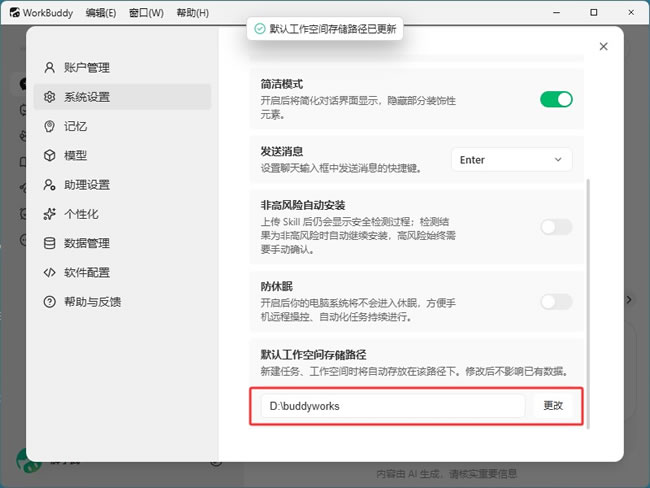 WorkBuddy 编辑(E) 窗口(W) 帮助(H)
默认工作空间存储路径已更新
账户管理
系统设置
记忆
模型
助理设置
个性化
数据管理
软件配置
帮助与反馈
简洁模式
开启后将简化对话界面显示，隐藏部分装饰性
元素。
发送消息
设置聊天输入框中发送消息的快捷键。
Enter
非高风险自动安装
上传 Skill 后仍会显示安全检测过程；检测结
果为非高风险时自动继续安装，高风险始终需
要手动确认。
防休眠
开启后你的电脑系统将不会进入休眠，方便手
机远程操控、自动化任务持续进行。
默认工作空间存储路径
新建任务、工作空间时将自动存放在该路径下。修改后不影响已有数据。
D:\buddyworks
更改
内容由 AI 生成，请核实重要信息